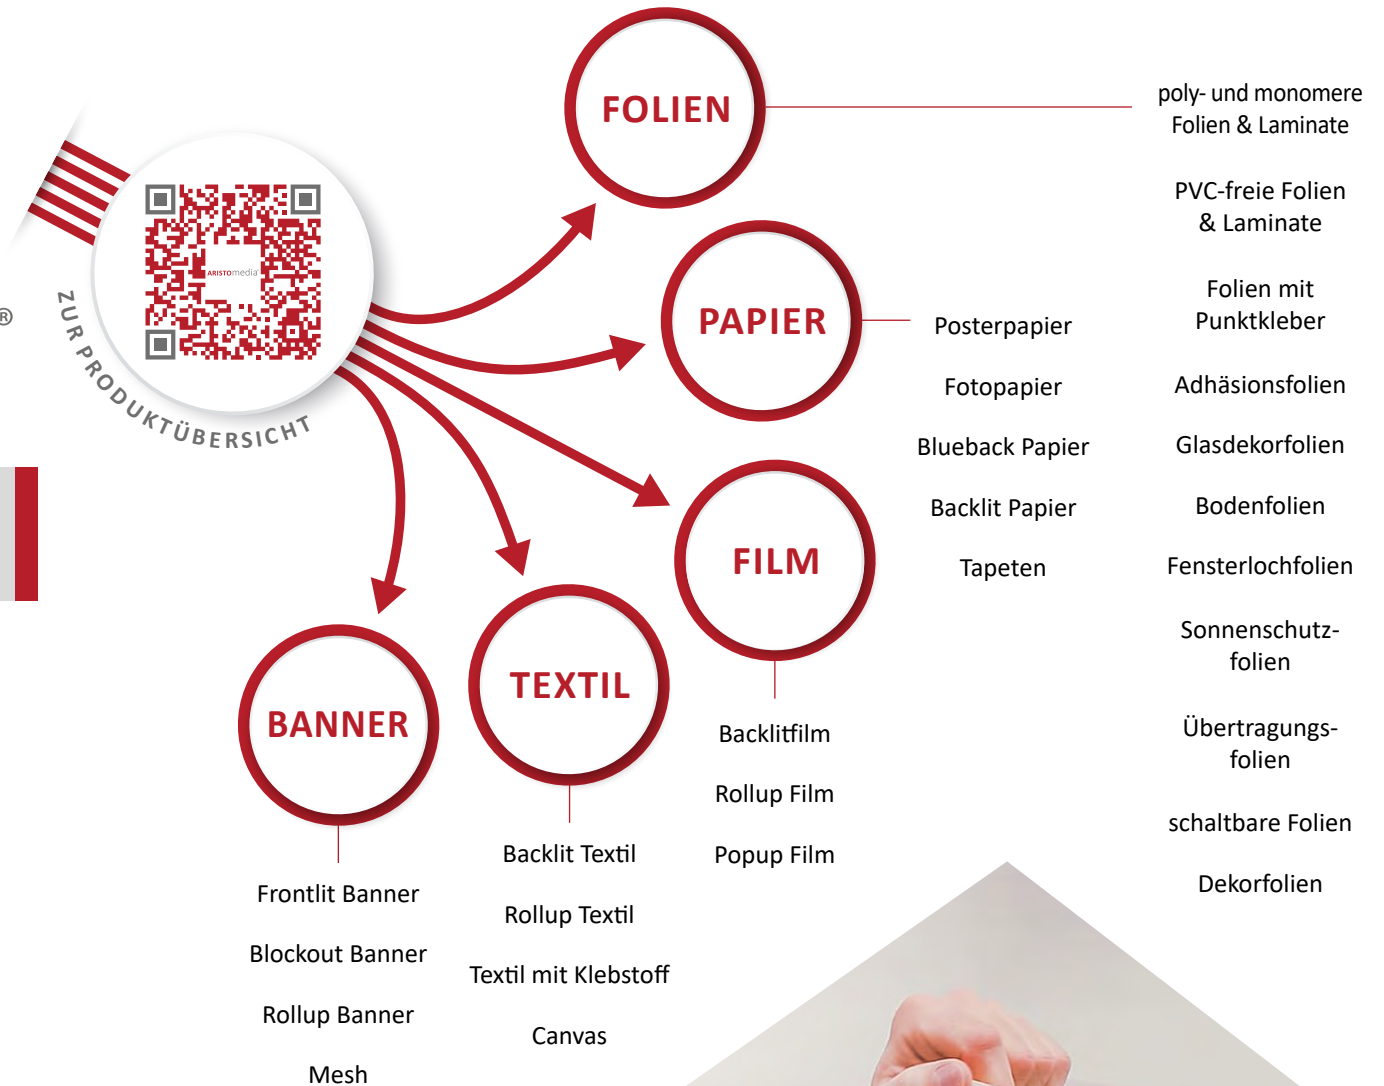 ARISTOmedia®
ZUR PRODUKTÜBERSICHT
®
FOLIEN
poly- und monomere
Folien & Laminate
PVC-freie Folien
& Laminate
Folien mit
Punktkleber
Adhäsionsfolien
Glasdekorfolien
Bodenfolien
Fensterlochfolien
Sonnenschutz-
folien
Übertragungs-
folien
schaltbare Folien
Dekorfolien
PAPIER
Posterpapier
Fotopapier
Blueback Papier
Backlit Papier
Tapeten
FILM
Backlitfilm
Rollup Film
Popup Film
TEXTIL
Backlit Textil
Rollup Textil
Textil mit Klebstoff
Canvas
BANNER
Frontlit Banner
Blockout Banner
Rollup Banner
Mesh